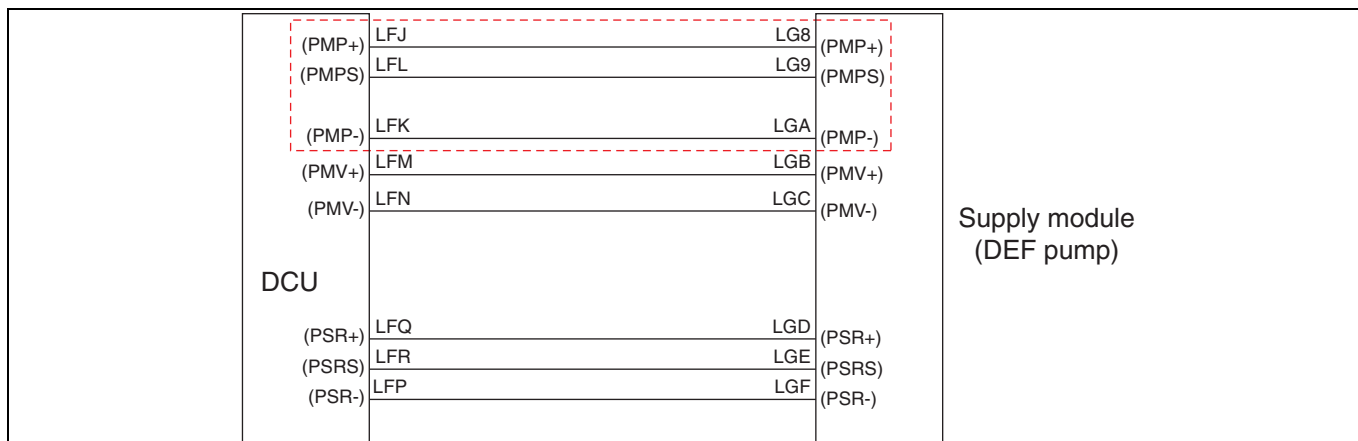 (PMP+) LFJ LG8 (PMP+)
(PMPS) LFL LG9 (PMPS)
(PMP-) LFK LGA (PMP-)
(PMV+) LFM LGB (PMV+)
(PMV-) LFN LGC (PMV-)
Supply module
(DEF pump)
DCU
(PSR+) LFQ LGD (PSR+)
(PSRS) LFR LGE (PSRS)
(PSR-) LFP LGF (PSR-)